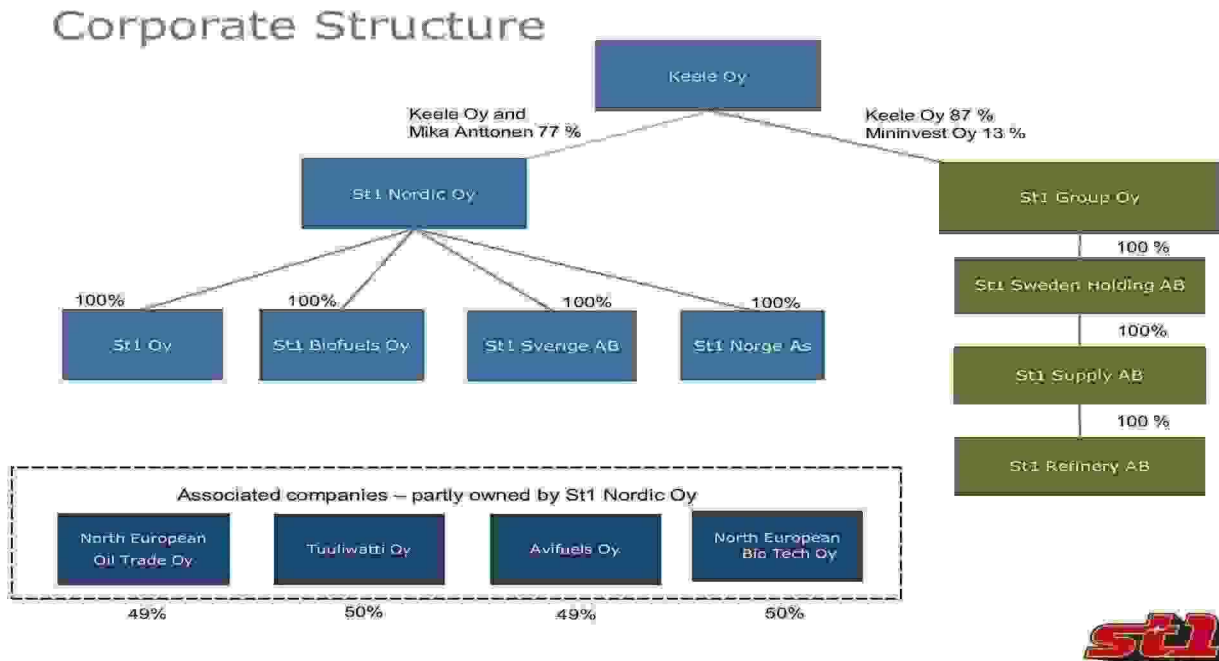 Corporate Structure
Keele Oy
Keele Oy and
Mika Anttonen 77 %
Keele Oy 87 %
Mininvest Oy 13 %
St1 Nordic Oy
St1 Group Oy
100 %
St1 Sweden Holding AB
100%
100%
100%
100%
St1 Oy
St1 Biofuels Oy
St1 Sverige AB
St1 Norge As
100%
St1 Supply AB
100 %
St1 Refinery AB
Associated companies – partly owned by St1 Nordic Oy
North European
Oil Trade Oy
Tuuliwatti Oy
Avifuels Oy
North European
Bio Tech Oy
49%
50%
49%
50%
st1